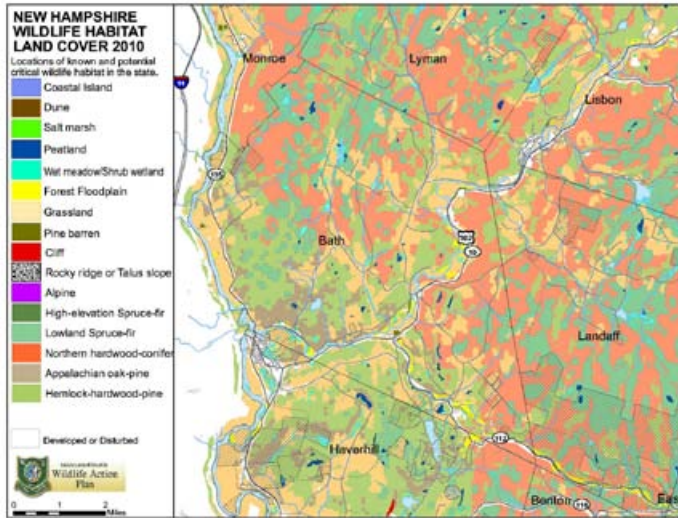 NEW HAMPSHIRE
WILDLIFE HABITAT
LAND COVER 2010
Locations of known and potential
critical wildlife habitat in the state.
Coastal Island
Dune
Salt marsh
Peatland
Wet meadow/Shrub wetland
Forest Floodplain
Grassland
Pine barren
Cliff
Rocky ridge or Talus slope
Alpine
High-elevation Spruce-fir
Lowland Spruce-fir
Northern hardwood-conifer
Appalachian oak-pine
Hemlock-hardwood-pine
Developed or Disturbed
Wildlife Action
Plan
0 1 2
Miles
Monroe
Lyman
Lisbon
135
Bath
302
10
Landaff
Haverhill
112
Benton
116
Eas